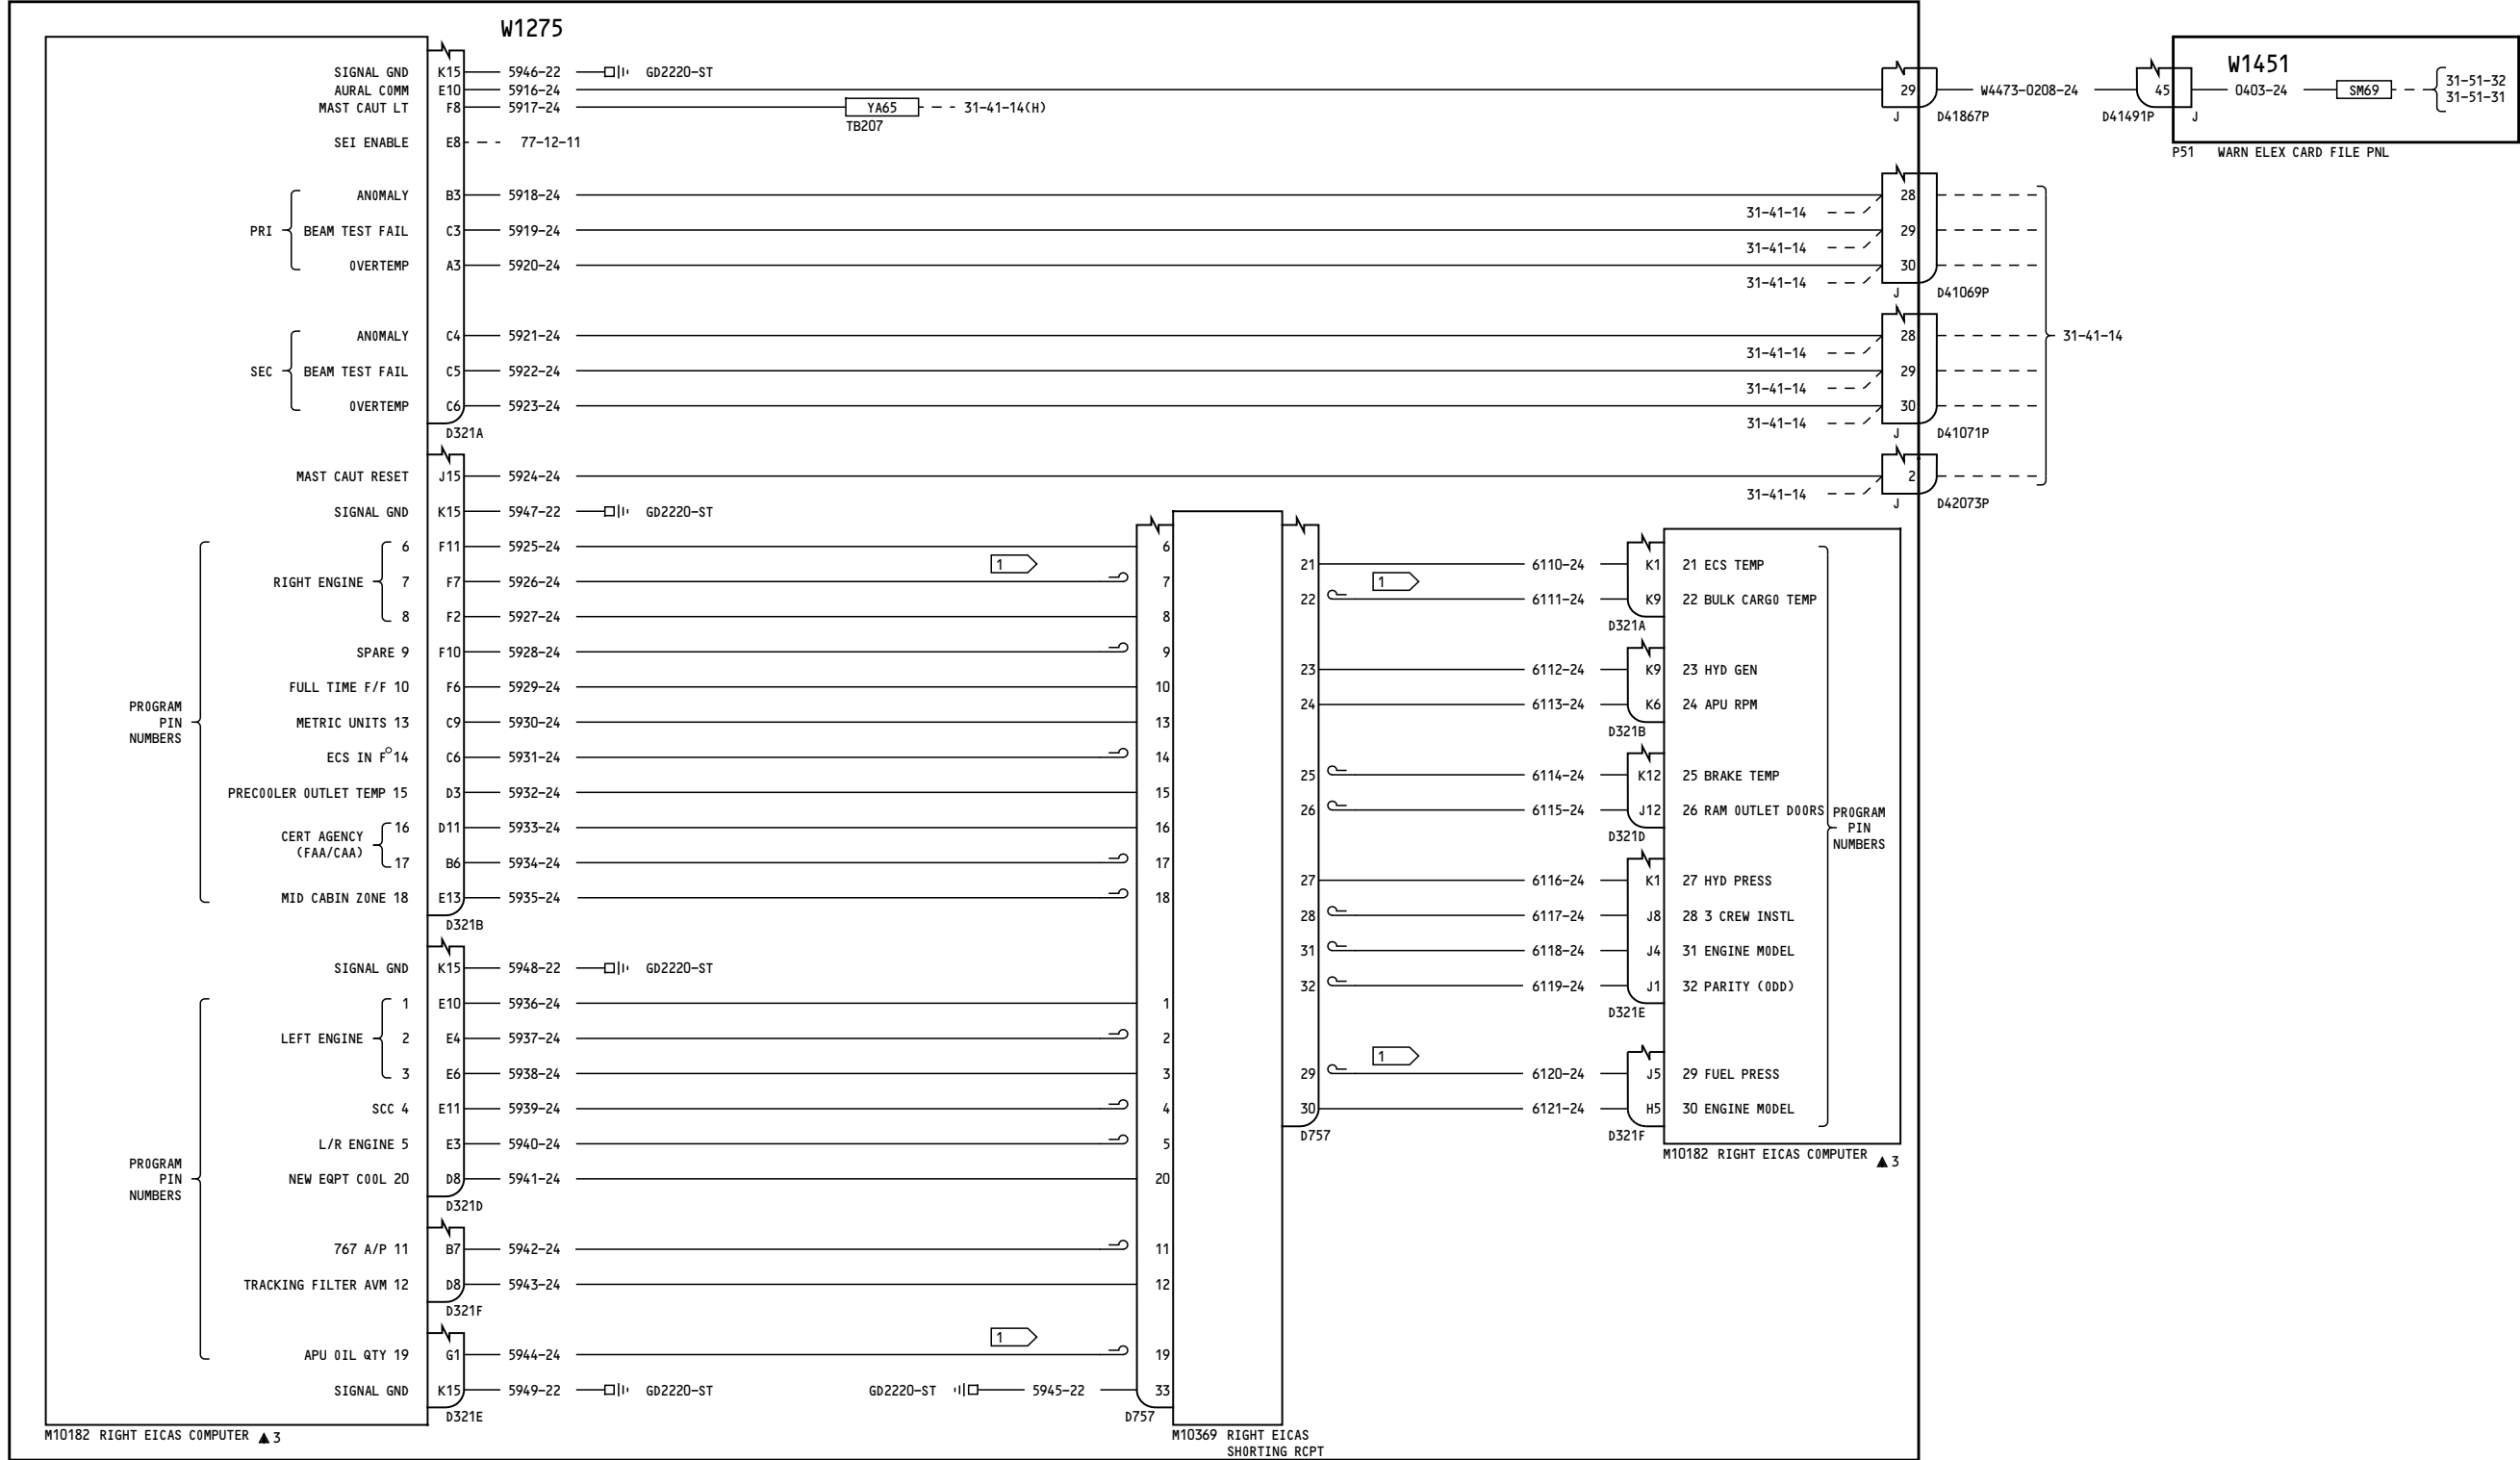 W1275
SIGNAL GND K15 5946-22 GD2220-ST
AURAL COMM E10 5916-24 29 W4473-0208-24 45 0403-24 SM69 31-51-32
MAST CAUT LT F8 5917-24 YA65 31-41-14(H) 31-51-31
TB207 J D41867P D41491P J W1451
SEI ENABLE E8 77-12-11
P51 WARN ELEX CARD FILE PNL
ANOMALY B3 5918-24 28
31-41-14
PRI BEAM TEST FAIL C3 5919-24 29
31-41-14
OVERTEMP A3 5920-24 30
31-41-14
J D41069P
ANOMALY C4 5921-24 28 31-41-14
31-41-14
SEC BEAM TEST FAIL C5 5922-24 29
31-41-14
OVERTEMP C6 5923-24 30
31-41-14
D321A J D41071P
MAST CAUT RESET J15 5924-24 2
31-41-14
J D42073P
SIGNAL GND K15 5947-22 GD2220-ST
6 F11 5925-24 6
1
RIGHT ENGINE 7 F7 5926-24 7
8 F2 5927-24 8
SPARE 9 F10 5928-24 9
FULL TIME F/F 10 F6 5929-24 10
PROGRAM
PIN
NUMBERS
METRIC UNITS 13 C9 5930-24 13
ECS IN F° 14 C6 5931-24 14
PRECOOLER OUTLET TEMP 15 D3 5932-24 15
CERT AGENCY
(FAA/CAA)
16 D11 5933-24 16
17 B6 5934-24 17
MID CABIN ZONE 18 E13 5935-24 18
D321B
SIGNAL GND K15 5948-22 GD2220-ST
1 E10 5936-24 1
LEFT ENGINE 2 E4 5937-24 2
3 E6 5938-24 3
SCC 4 E11 5939-24 4
L/R ENGINE 5 E3 5940-24 5
PROGRAM
PIN
NUMBERS
NEW EQPT COOL 20 D8 5941-24 20
D321D
767 A/P 11 B7 5942-24 11
TRACKING FILTER AVM 12 D8 5943-24 12
D321F
1
APU OIL QTY 19 G1 5944-24 19
SIGNAL GND K15 5949-22 GD2220-ST GD2220-ST 5945-22 33
D321E D757
M10182 RIGHT EICAS COMPUTER ▲3
M10369 RIGHT EICAS
SHORTING RCPT
21 6110-24 K1 21 ECS TEMP
1
22 6111-24 K9 22 BULK CARGO TEMP
D321A
23 6112-24 K9 23 HYD GEN
24 6113-24 K6 24 APU RPM
D321B
25 6114-24 K12 25 BRAKE TEMP
26 6115-24 J12 26 RAM OUTLET DOORS
D321D
PROGRAM
PIN
NUMBERS
27 6116-24 K1 27 HYD PRESS
28 6117-24 J8 28 3 CREW INSTL
31 6118-24 J4 31 ENGINE MODEL
32 6119-24 J1 32 PARITY (ODD)
D321E
1
29 6120-24 J5 29 FUEL PRESS
30 6121-24 H5 30 ENGINE MODEL
D757 D321F
M10182 RIGHT EICAS COMPUTER ▲3